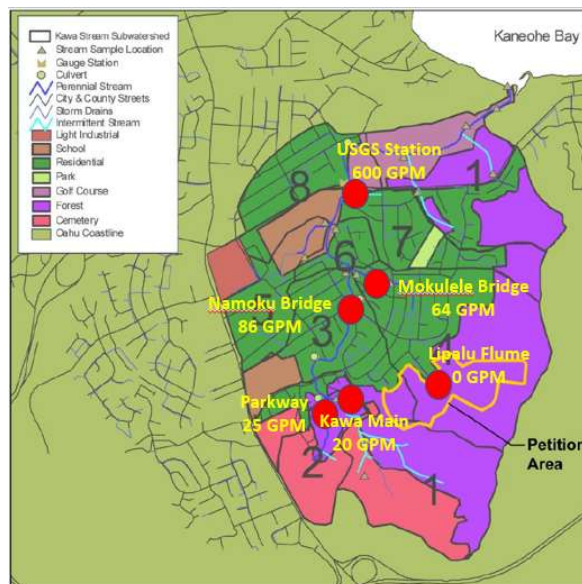 Kawa Stream Subwatershed
Stream Sample Location
Gauge Station
Culvert
Perennial Stream
City & County Streets
Storm Drains
Intermittent Stream
Light Industrial
School
Residential
Park
Golf Course
Forest
Cemetery
Oahu Coastline
Kaneohe Bay
USGS Station
600 GPM
8
1
6
7
Mokulele Bridge
64 GPM
Namoku Bridge
86 GPM
3
Lipalu Flume
0 GPM
Parkway
25 GPM
Kawa Main
20 GPM
Petition
Area
2
1